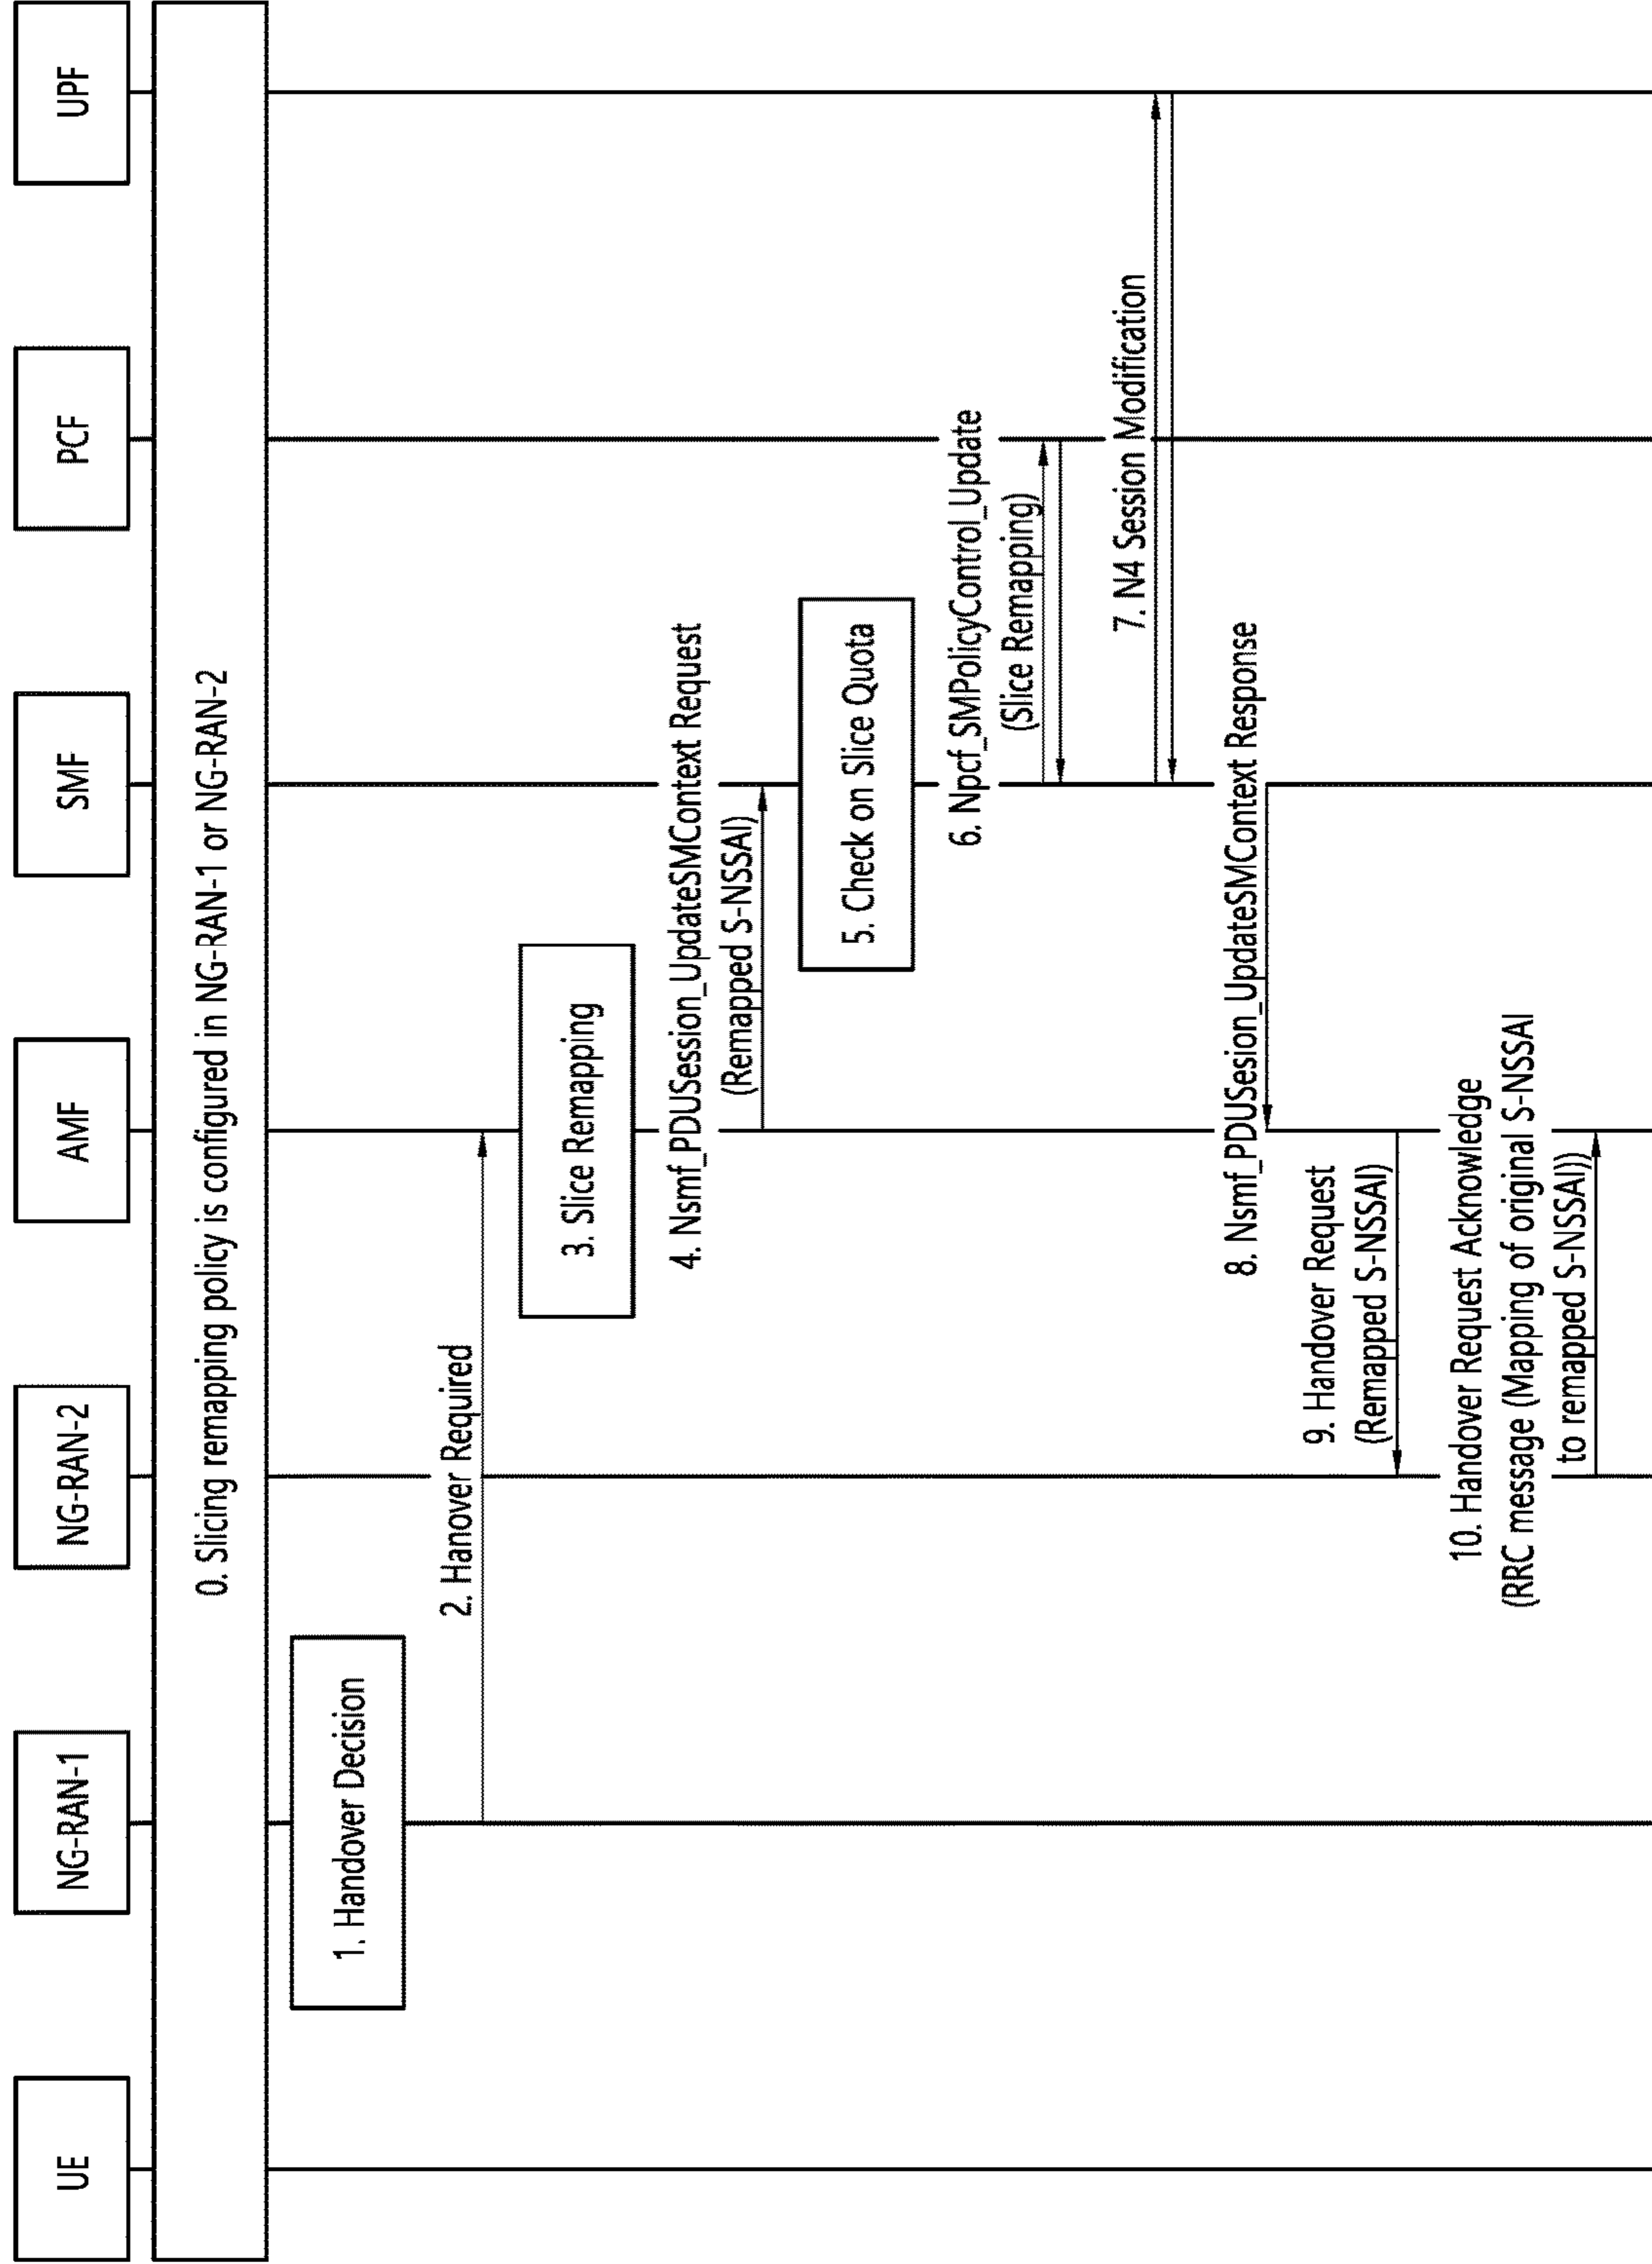 UE
NG-RAN-1
NG-RAN-2
AMF
SMF
PCF
UPF
0. Slicing remapping policy is configured in NG-RAN-1 or NG-RAN-2
1. Handover Decision
2. Hanover Required
3. Slice Remapping
4. Nsmf_PDUSession_UpdateSMContext Request
(Remapped S-NSSAI)
5. Check on Slice Quota
6. Npcf_SMPolicyControl_Update
(Slice Remapping)
7. N4 Session Modification
8. Nsmf_PDUSesion_UpdateSMContext Response
9. Handover Request
(Remapped S-NSSAI)
10. Handover Request Acknowledge
(RRC message (Mapping of original S-NSSAI
to remapped S-NSSAI))